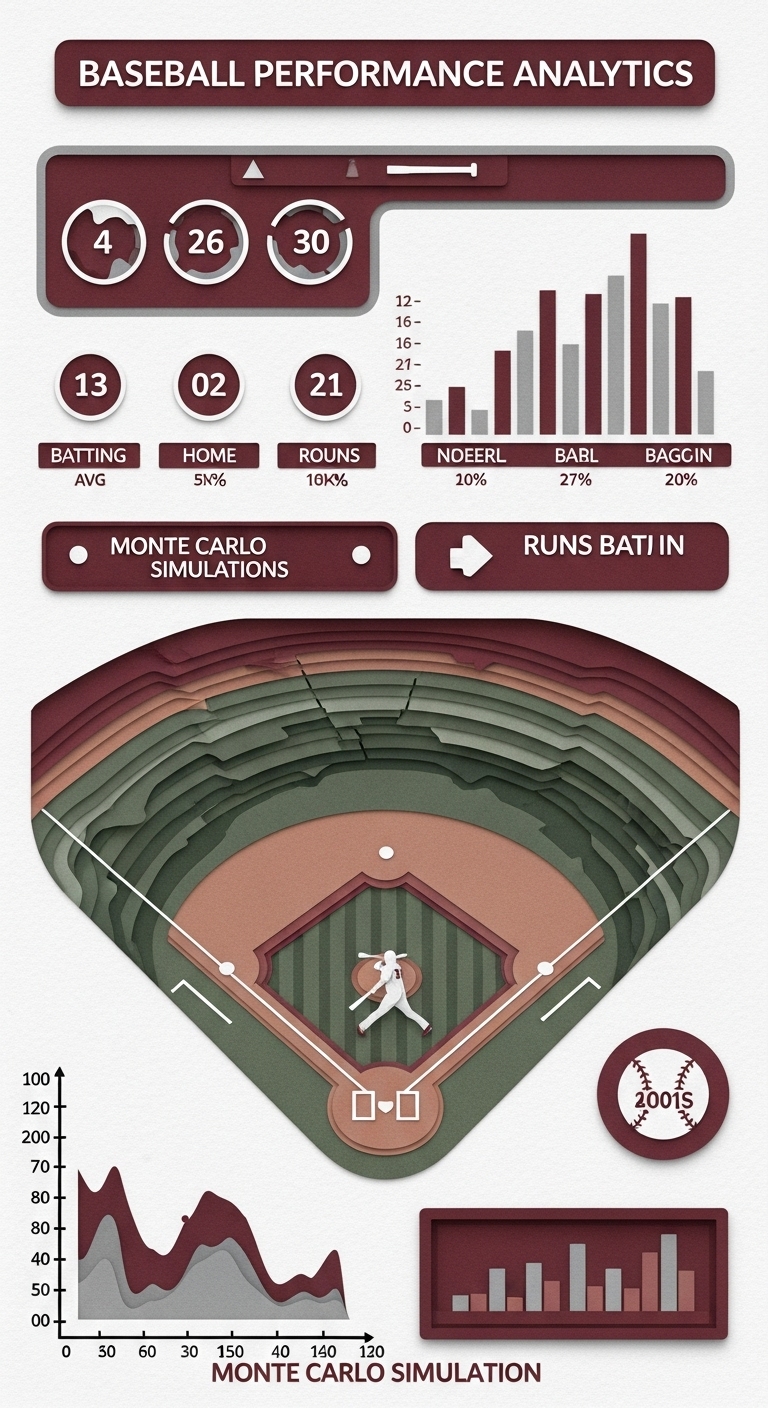 BASEBALL PERFORMANCE ANALYTICS
4 26 30
13 02 21
BATTING HOME ROUNS
AVG 5N% 10K%
12
16
16
21
25
5
0
NOEERL BABL BAGGIN
10% 27% 20%
MONTE CARLO
SIMULATIONS
RUNS BATI IN
2001S
100
120
200
70
80
80
40
50
00
0 30 60 30 150 40 140 120
MONTE CARLO SIMULATION